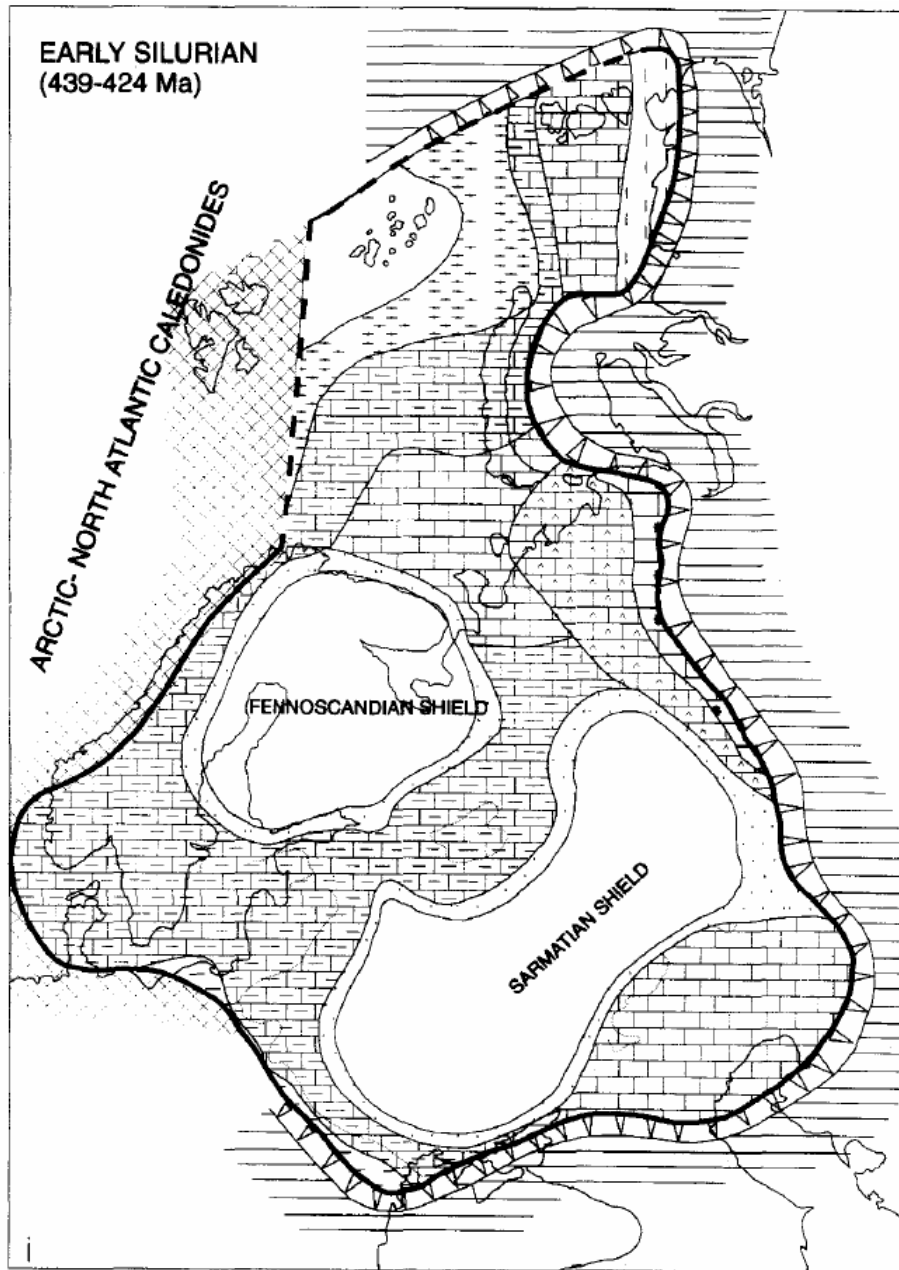 EARLY SILURIAN
(439-424 Ma)
ARCTIC- NORTH ATLANTIC CALEDONIDES
FENNOSCANDIAN SHIELD
SARMATIAN SHIELD
i